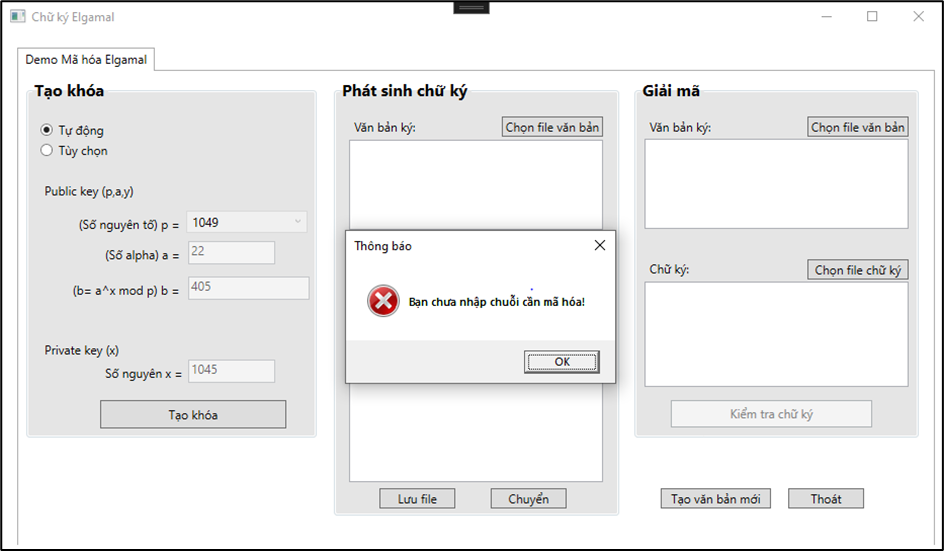 Chữ ký Elgamal
Demo Mã hóa Elgamal
Tạo khóa
Tự động
Tùy chọn
Public key (p,a,y)
(Số nguyên tố) p = 1049
(Số alpha) a = 22
(b= a^x mod p) b = 405
Private key (x)
Số nguyên x = 1045
Tạo khóa
Phát sinh chữ ký
Văn bản ký: Chọn file văn bản
Thông báo
Bạn chưa nhập chuỗi cần mã hóa!
OK
Lưu file Chuyển
Giải mã
Văn bản ký: Chọn file văn bản
Chữ ký: Chọn file chữ ký
Kiểm tra chữ ký
Tạo văn bản mới Thoát